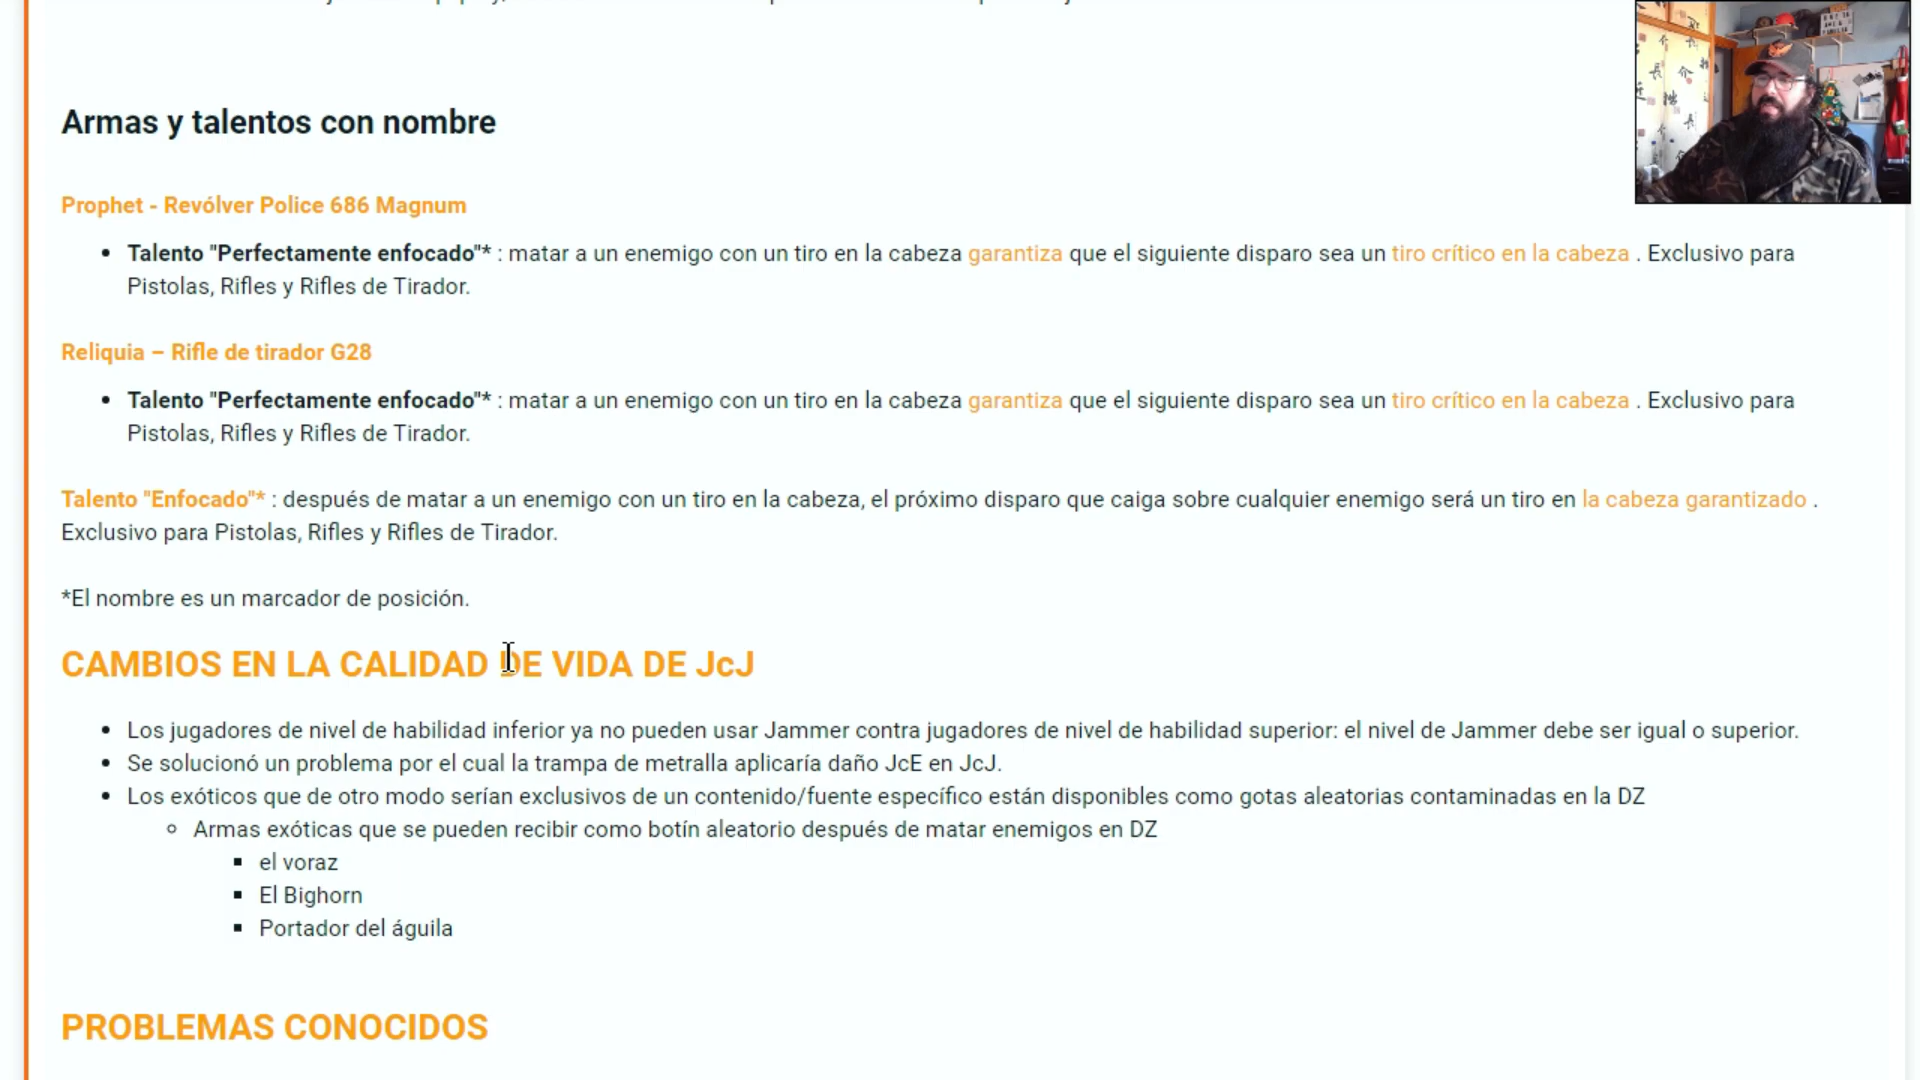 Armas y talentos con nombre
Prophet - Revólver Police 686 Magnum
Talento "Perfectamente enfocado"* : matar a un enemigo con un tiro en la cabeza garantiza que el siguiente disparo sea un tiro crítico en la cabeza . Exclusivo para
Pistolas, Rifles y Rifles de Tirador.
Reliquia – Rifle de tirador G28
Talento "Perfectamente enfocado"* : matar a un enemigo con un tiro en la cabeza garantiza que el siguiente disparo sea un tiro crítico en la cabeza . Exclusivo para
Pistolas, Rifles y Rifles de Tirador.
Talento "Enfocado"* : después de matar a un enemigo con un tiro en la cabeza, el próximo disparo que caiga sobre cualquier enemigo será un tiro en la cabeza garantizado .
Exclusivo para Pistolas, Rifles y Rifles de Tirador.
*El nombre es un marcador de posición.
CAMBIOS EN LA CALIDAD DE VIDA DE JcJ
Los jugadores de nivel de habilidad inferior ya no pueden usar Jammer contra jugadores de nivel de habilidad superior: el nivel de Jammer debe ser igual o superior.
Se solucionó un problema por el cual la trampa de metralla aplicaría daño JcE en JcJ.
Los exóticos que de otro modo serían exclusivos de un contenido/fuente específico están disponibles como gotas aleatorias contaminadas en la DZ
Armas exóticas que se pueden recibir como botín aleatorio después de matar enemigos en DZ
el voraz
El Bighorn
Portador del águila
PROBLEMAS CONOCIDOS